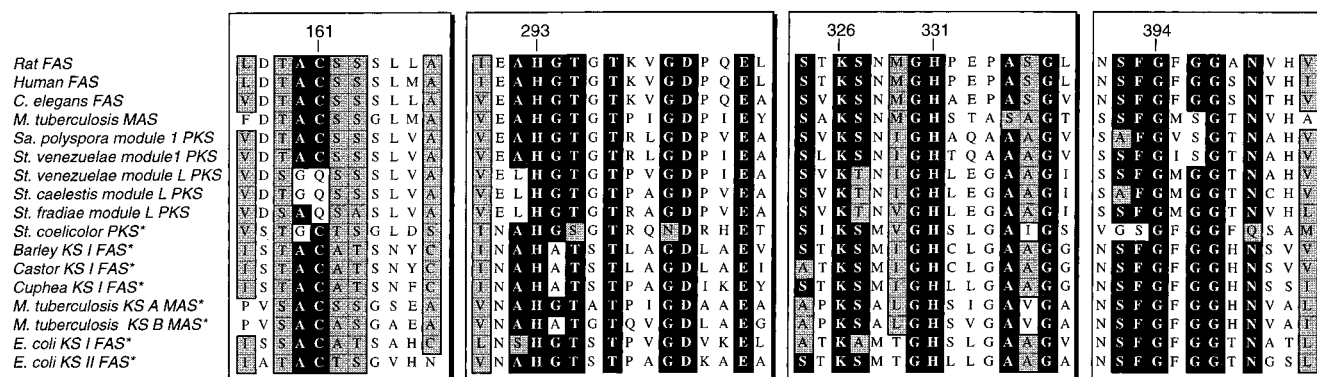 161 293 326 331 394
Rat FAS L D T A C S S S L L A I E A H G T G T K V G D P Q E L S T K S N M G H P E P A S G L N S F G F G G A N V H V
Human FAS L D T A C S S S L M A I E A H G T G T K V G D P Q E L S T K S N M G H P E P A S G L N S F G F G G S N V H I
C. elegans FAS V D T A C S S S L L A V E A H G T G T K V G D P Q E A S V K S N M G H A E P A S G V N S F G F G G S N T H V
M. tuberculosis MAS F D T A C S S G L M A V E A H G T G T P I G D P I E Y S A K S N M G H S T A S A G T S S F G M S G T N V H A
Sa. polyspora module 1 PKS V D T A C S S S L V A V E A H G T G T R L G D P V E A S V K S N I G H A Q A A A G V S A F G V S G T N A H V
St. venezuelae module1 PKS V D T A C S S S L V A V E A H G T G T R L G D P I E A S L K S N I G H T Q A A A G V S S F G I S G T N A H V
St. venezuelae module L PKS V D S G Q S S S L V A V E L H G T G T P V G D P I E A S V K T N I G H L E G A A G I S S F G M G G T N A H V
St. caelestis module L PKS V D T G Q S S S L V A V E L H G T G T P A G D P V E A S V K T N I G H L E G A A G I S A F G M G G T N C H V
St. fradiae module L PKS V D S A Q S A S L V A V E L H G T G T R A G D P V E A S V K T N V G H L E G A A G I S S F G M G G T N V H L
St. coelicolor PKS* V S T G C T S G L D S I N A H G S G T R Q N D R H E T S I K S M V G H S L G A I G S V G S G F G G F Q S A M
Barley KS I FAS* I S T A C A T S N Y C I N A H A T S T L A G D L A E V S T K S M I G H C L G A A G G N S F G F G G H N S V V
Castor KS I FAS* I S T A C A T S N Y C I N A H A T S T L A G D L A E I A T K S M I G H C L G A A G G N S F G F G G H N S V V
Cuphea KS I FAS* I S T A C A T S N F C I N A H A T S T P A G D I K E Y S T K S M I G H L L G A A G G N S F G F G G H N S V I
M. tuberculosis KS A MAS* P V S A C S S G S E A V N A H G T A T P I G D A A E A A P K S A L G H S I G A V G A N S F G F G G H N V A L
M. tuberculosis KS B MAS* P V S A C A S G A E A V N A H A T G T Q V G D L A E G A P K S A L G H S V G A V G A N S F G F G G H N V A I
E. coli KS I FAS* I S S A C A T S A H C L N S H G T S T P V G D V K E L A T K A M T G H S L G A A G V N S F G F G G T N A T L
E. coli KS II FAS* I A T A C T S G V H N V N A H G T S T P A G D K A E A S T K S M T G H L L G A A G A N S F G F G G T N G S L